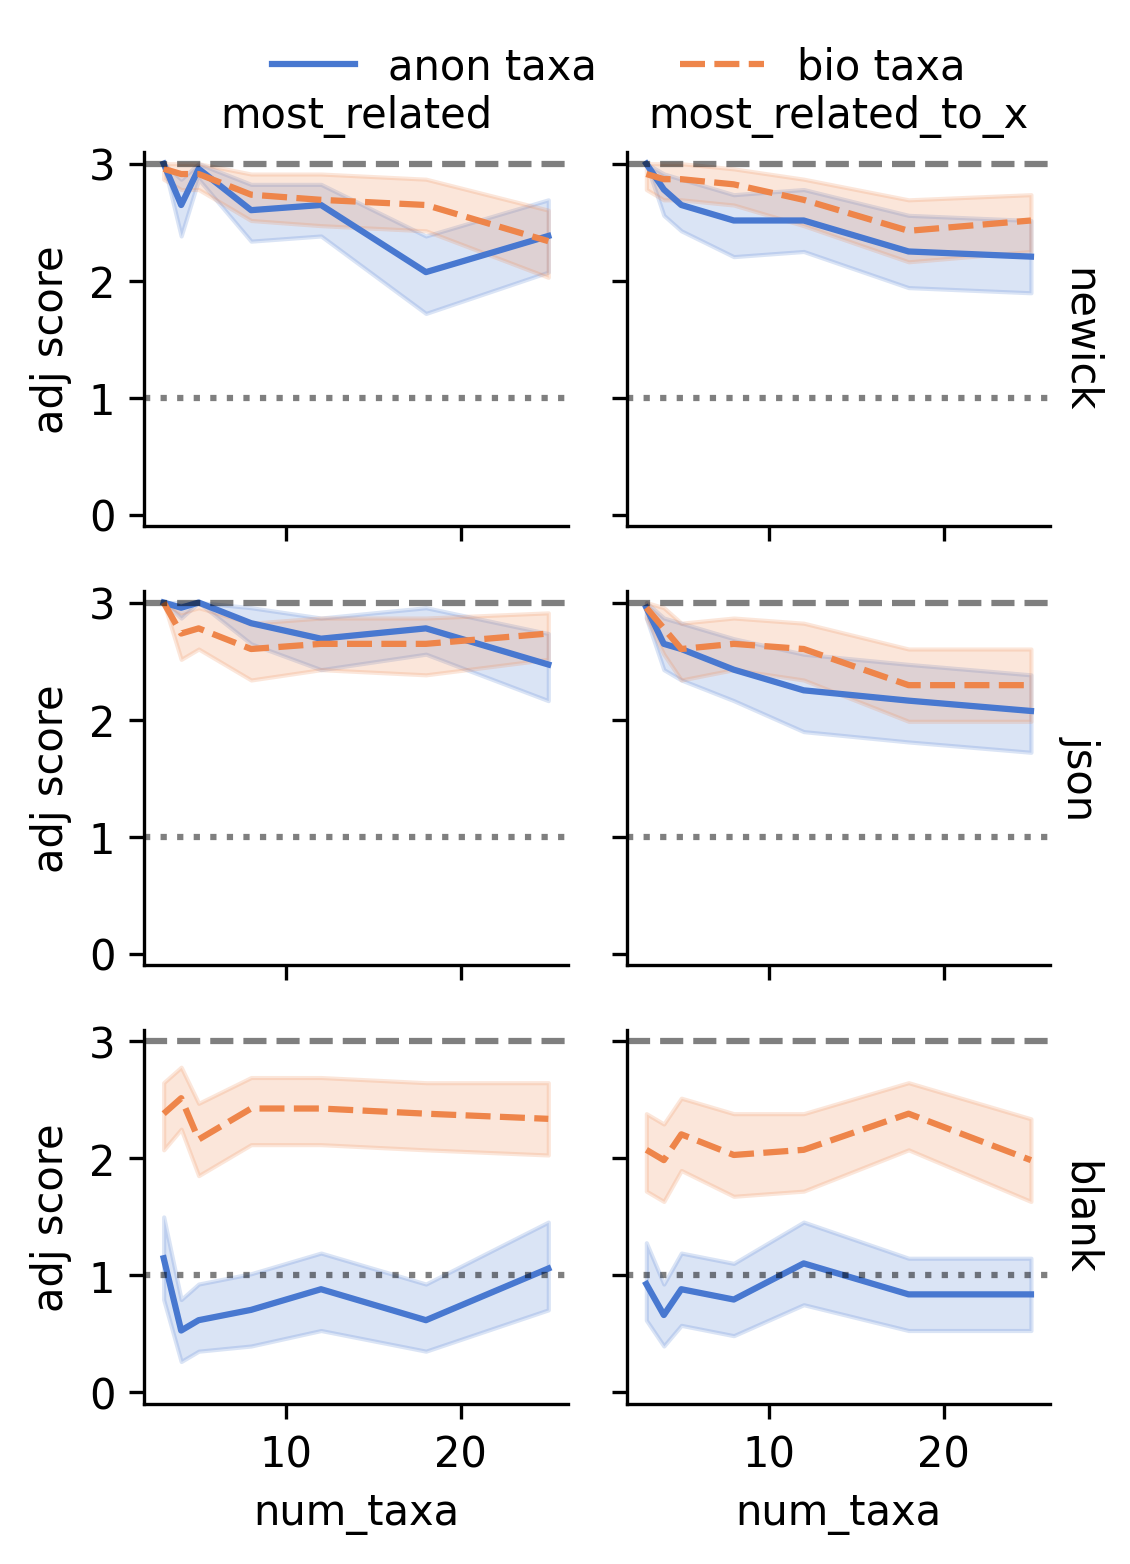 anon taxa bio taxa
most_related most_related_to_x
3
2
1
0
adj score
newick
3
2
1
0
adj score
json
3
2
1
0
adj score
blank
10 20 10 20
num_taxa num_taxa